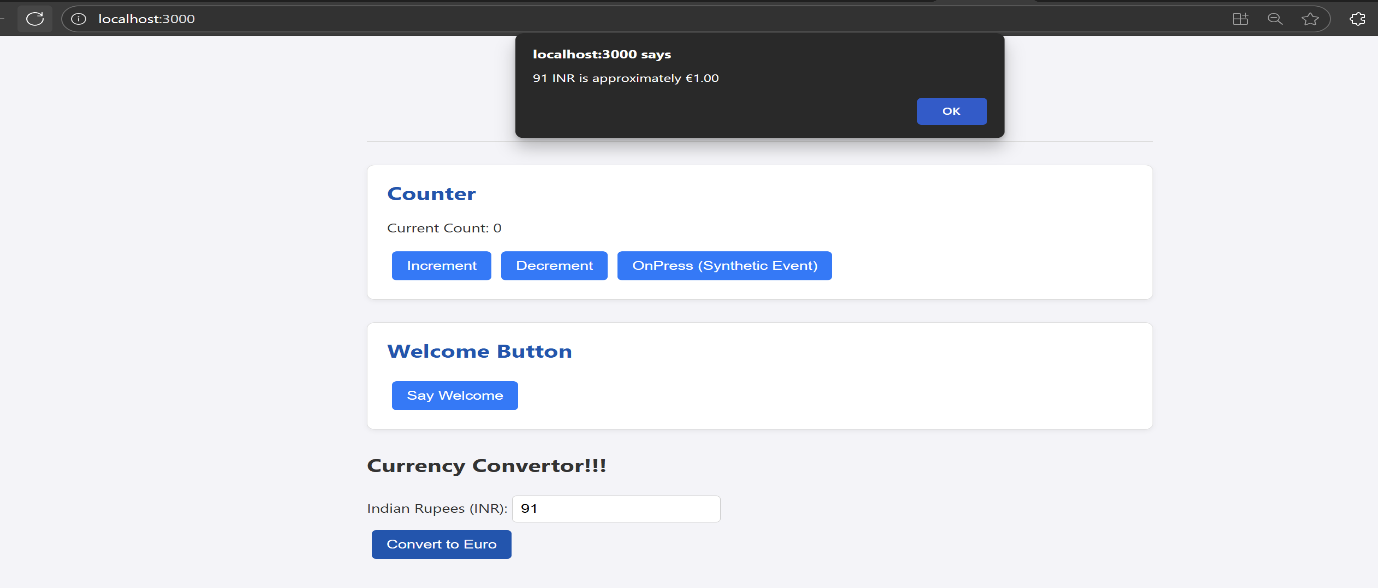 localhost:3000
localhost:3000 says
91 INR is approximately €1.00
OK
Counter
Current Count: 0
Increment Decrement OnPress (Synthetic Event)
Welcome Button
Say Welcome
Currency Convertor!!!
Indian Rupees (INR): 91
Convert to Euro